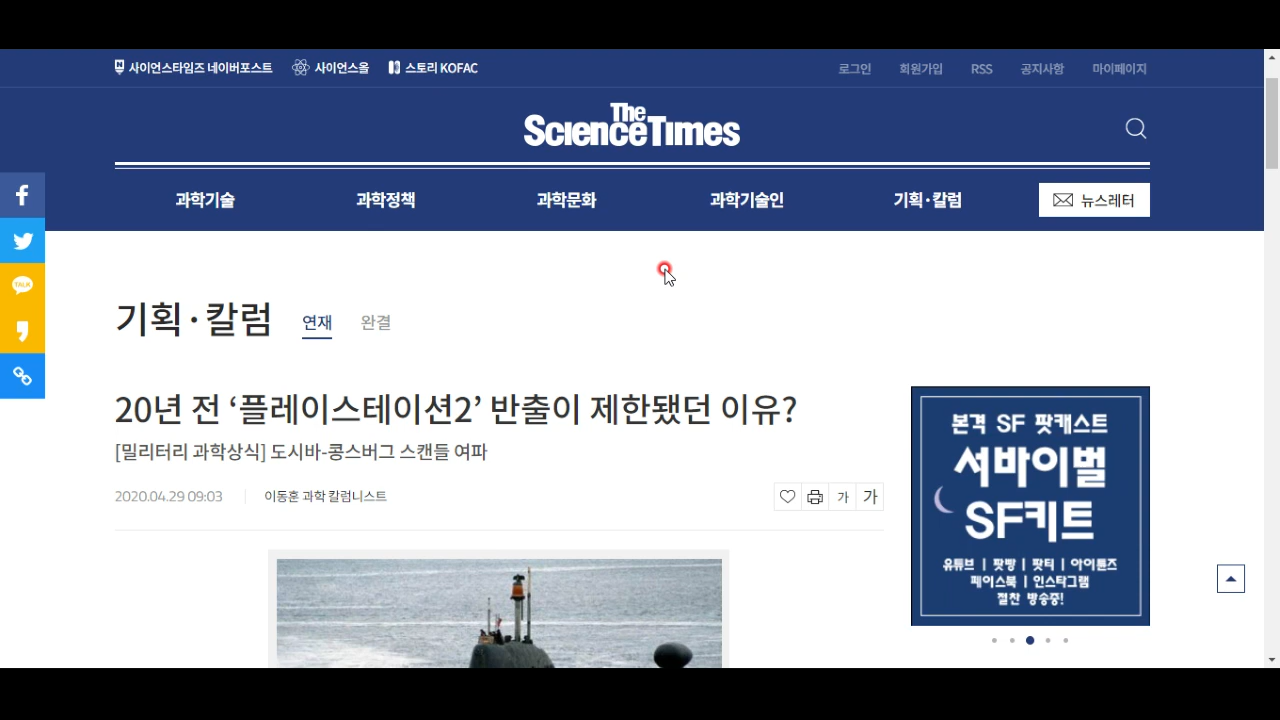 사이언스타임즈 네이버포스트 사이언스올 스토리 KOFAC
로그인 회원가입 RSS 공지사항 마이페이지
The
ScienceTimes
과학기술 과학정책 과학문화 과학기술인 기획·칼럼 뉴스레터
TALK
기획·칼럼 연재 완결
20년 전 ‘플레이스테이션2’ 반출이 제한됐던 이유?
[밀리터리 과학상식] 도시바-콩스버그 스캔들 여파
2020.04.29 09:03 이동훈 과학 칼럼니스트
가 가
본격 SF 팟캐스트
서바이벌
SF키트
유튜브 | 팟빵 | 팟티 | 아이튠즈
페이스북 | 인스타그램
절찬 방송중!